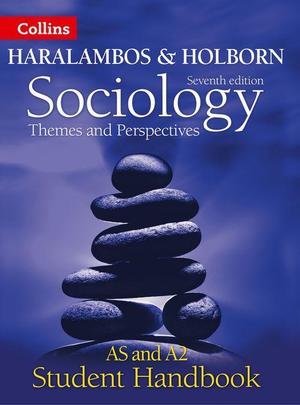 Collins
HARALAMBOS & HOLBORN
Seventh edition
Sociology
Themes and Perspectives
AS and A2
Student Handbook